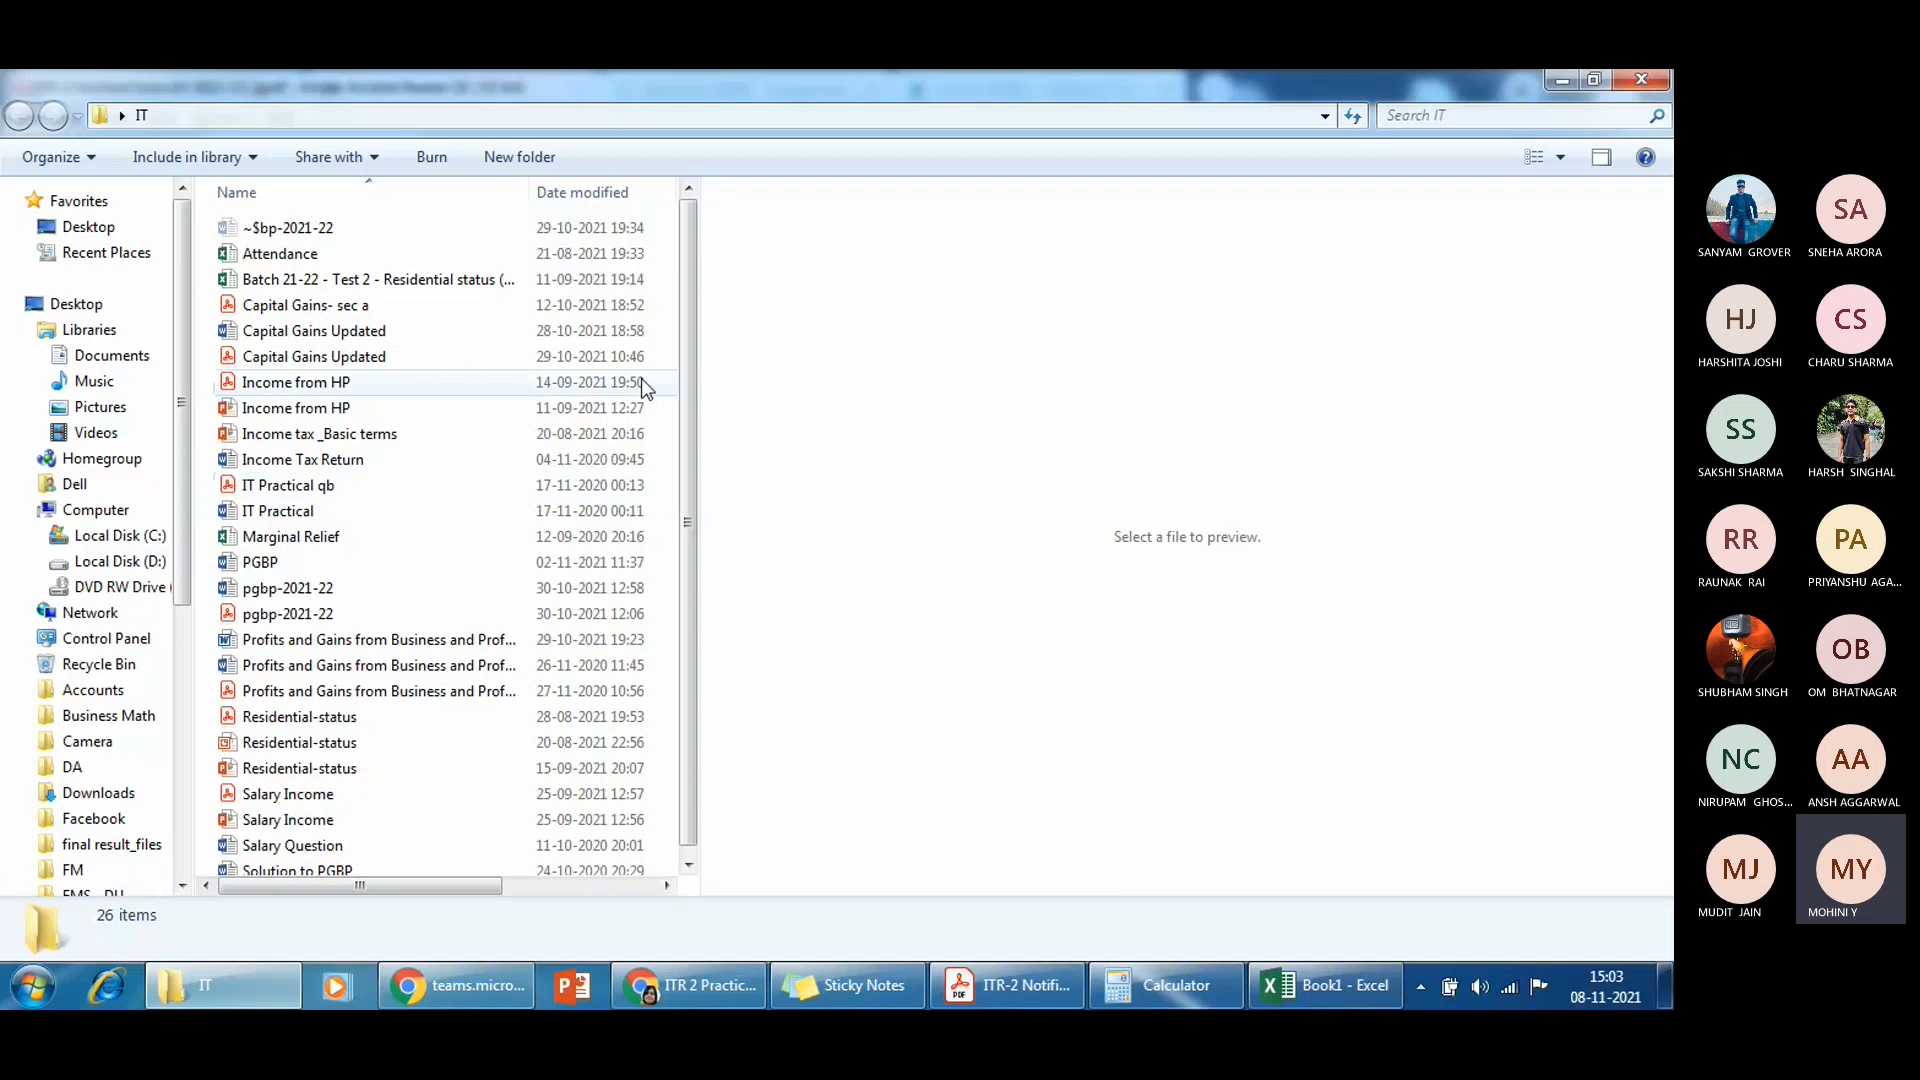 IT
Search IT
Organize
Include in library
Share with
Burn
New folder
Favorites
Desktop
Recent Places
Desktop
Libraries
Documents
Music
Pictures
Videos
Homegroup
Dell
Computer
Local Disk (C:)
Local Disk (D:)
DVD RW Drive (
Network
Control Panel
Recycle Bin
Accounts
Business Math
Camera
DA
Downloads
Facebook
final result_files
FM
Name Date modified
~$bp-2021-22 29-10-2021 19:34
Attendance 21-08-2021 19:33
Batch 21-22 - Test 2 - Residential status (... 11-09-2021 19:14
Capital Gains- sec a 12-10-2021 18:52
Capital Gains Updated 28-10-2021 18:58
Capital Gains Updated 29-10-2021 10:46
Income from HP 14-09-2021 19:50
Income from HP 11-09-2021 12:27
Income tax _Basic terms 20-08-2021 20:16
Income Tax Return 04-11-2020 09:45
IT Practical qb 17-11-2020 00:13
IT Practical 17-11-2020 00:11
Marginal Relief 12-09-2020 20:16
PGBP 02-11-2021 11:37
pgbp-2021-22 30-10-2021 12:58
pgbp-2021-22 30-10-2021 12:06
Profits and Gains from Business and Prof... 29-10-2021 19:23
Profits and Gains from Business and Prof... 26-11-2020 11:45
Profits and Gains from Business and Prof... 27-11-2020 10:56
Residential-status 28-08-2021 19:53
Residential-status 20-08-2021 22:56
Residential-status 15-09-2021 20:07
Salary Income 25-09-2021 12:57
Salary Income 25-09-2021 12:56
Salary Question 11-10-2020 20:01
Solution to PGBP 24-10-2020 20:29
Select a file to preview.
26 items
IT
teams.micro...
ITR 2 Practic...
Sticky Notes
PDF
ITR-2 Notifi...
Calculator
Book1 - Excel
15:03
08-11-2021
SANYAM GROVER
SA
SNEHA ARORA
HJ
HARSHITA JOSHI
CS
CHARU SHARMA
SS
SAKSHI SHARMA
HARSH SINGHAL
RR
RAUNAK RAI
PA
PRIYANSHU AGA...
SHUBHAM SINGH
OB
OM BHATNAGAR
NC
NIRUPAM GHOS...
AA
ANSH AGGARWAL
MJ
MUDIT JAIN
MY
MOHINI Y